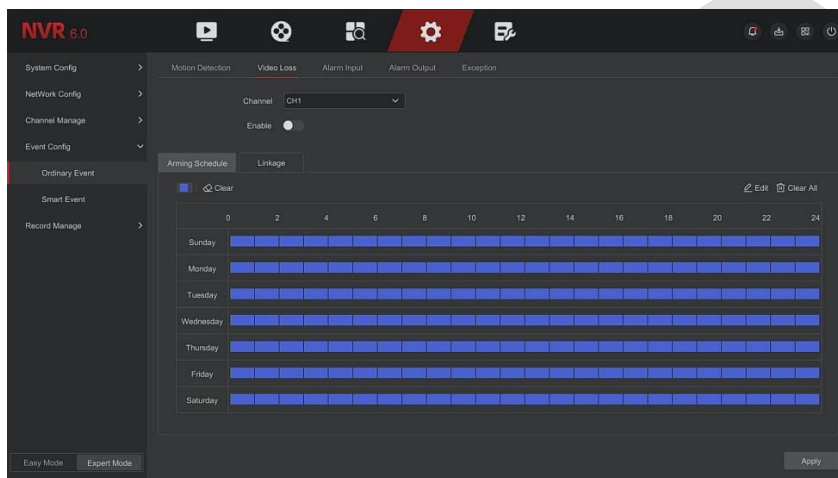 NVR 6.0
System Config
NetWork Config
Channel Manage
Event Config
Ordinary Event
Smart Event
Record Manage
Easy Mode Expert Mode
Motion Detection Video Loss Alarm Input Alarm Output Exception
Channel CH1
Enable
Arming Schedule Linkage
Clear Edit Clear All
0 2 4 6 8 10 12 14 16 18 20 22 24
Sunday
Monday
Tuesday
Wednesday
Thursday
Friday
Saturday
Apply